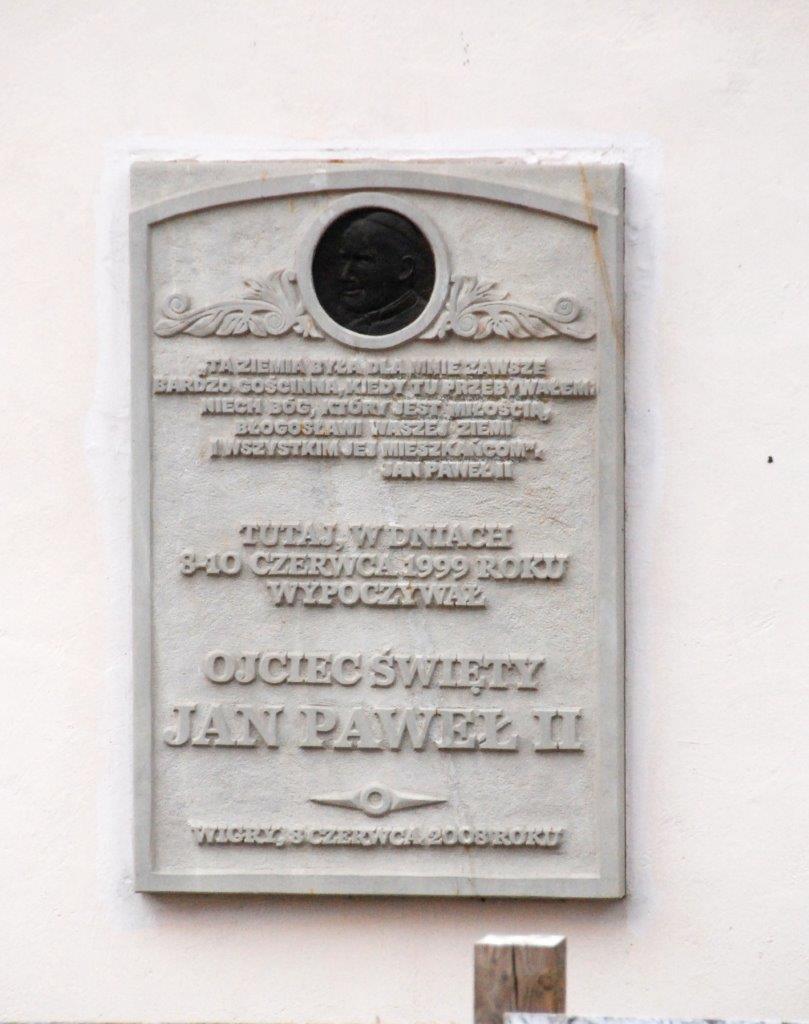 „TA ZIEMIA BYŁA DLA MNIE ZAWSZE
BARDZO GOŚCINNA, KIEDY TU PRZEBYWAŁEM.
NIECH BÓG, KTÓRY JEST MIŁOŚCIĄ,
BŁOGOSŁAWI WASZEJ ZIEMI
I WSZYSTKIM JEJ MIESZKAŃCOM".
JAN PAWEŁ II
TUTAJ, W DNIACH
8-10 CZERWCA 1999 ROKU
WYPOCZYWAŁ
OJCIEC ŚWIĘTY
JAN PAWEŁ II
WIGRY, 8 CZERWCA 2008 ROKU